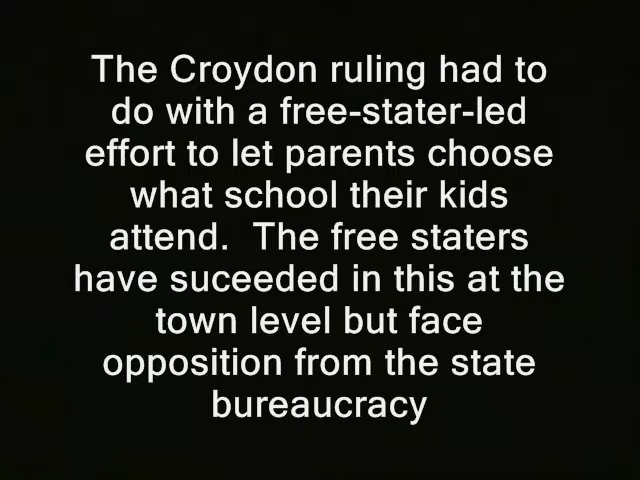 The Croydon ruling had to
do with a free-stater-led
effort to let parents choose
what school their kids
attend.  The free staters
have suceeded in this at the
town level but face
opposition from the state
bureaucracy